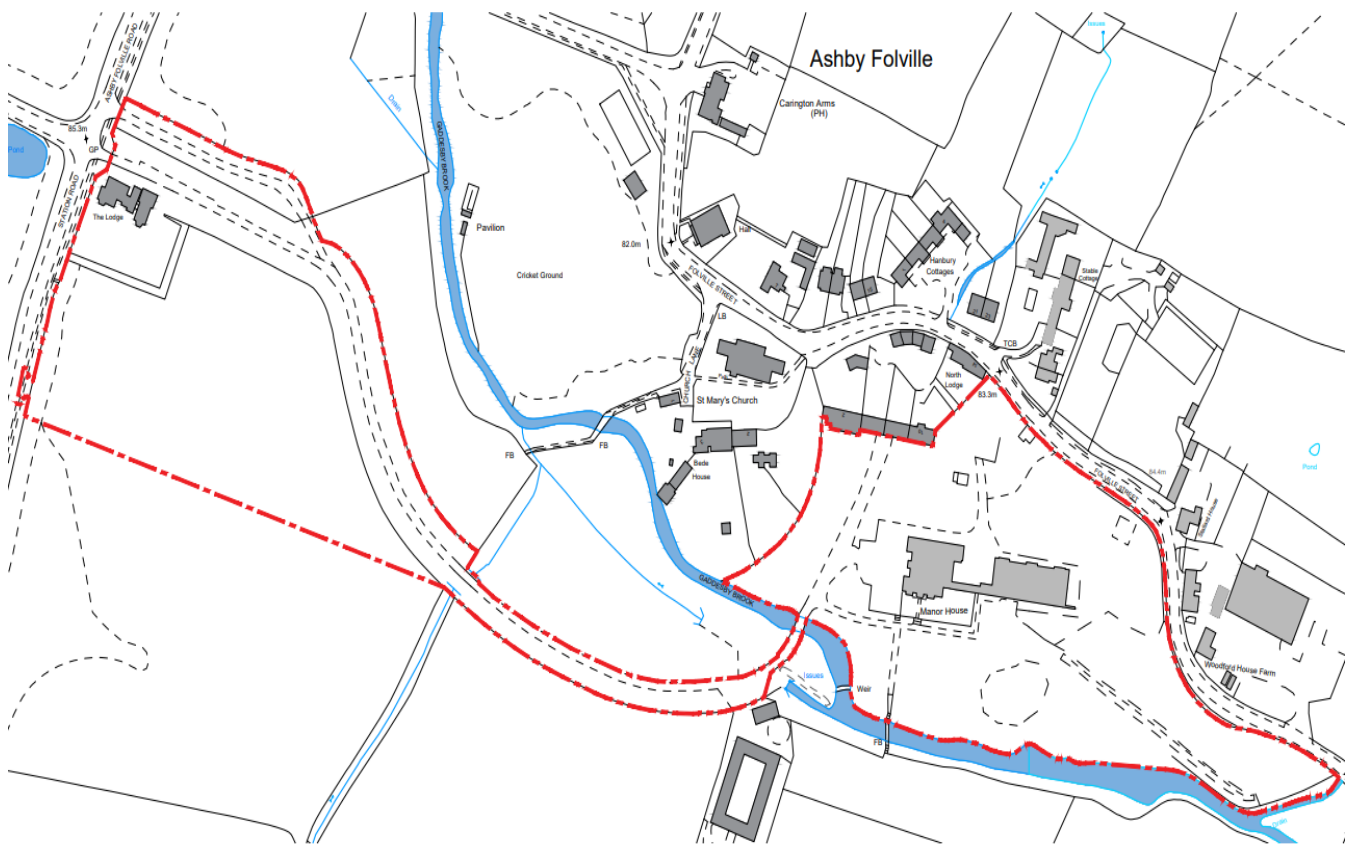 Ashby Folville
Issues
ASHBY FOLVILLE ROAD
Carington Arms
(PH)
Drain
85.3m
GP
Pond
GADDESBY BROOK
STATION ROAD
The Lodge
Pavilion
Hall
82.0m
Hanbury
Cottages
Stable
Cottage
Cricket Ground
FOLVILLE STREET
LB
TCB
CHURCH LANE
North
Lodge
83.3m
St Mary's Church
FB
FB
Bede
House
84.4m
FOLVILLE STREET
Pond
GADDESBY BROOK
Manor House
Woodford House Farm
Issues
Weir
FB
Drain